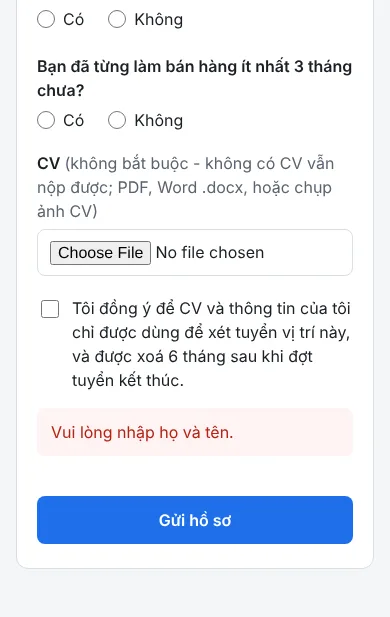 Có Không
Bạn đã từng làm bán hàng ít nhất 3 tháng
chưa?
Có Không
CV (không bắt buộc - không có CV vẫn
nộp được; PDF, Word .docx, hoặc chụp
ảnh CV)
Choose File No file chosen
Tôi đồng ý để CV và thông tin của tôi
chỉ được dùng để xét tuyển vị trí này,
và được xoá 6 tháng sau khi đợt
tuyển kết thúc.
Vui lòng nhập họ và tên.
Gửi hồ sơ